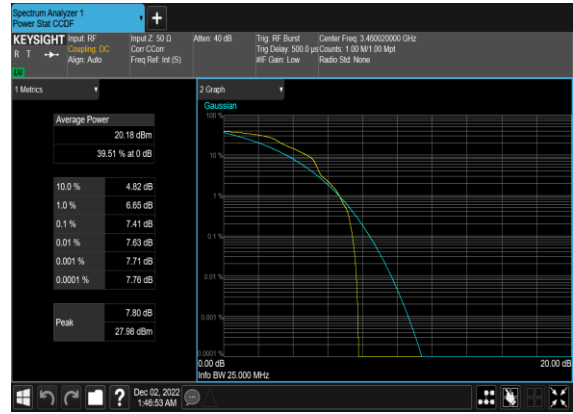 Spectrum Analyzer 1
Power Stat CCDF
KEYSIGHT
R T
Input: RF
Coupling: DC
Align: Auto
Input Z: 50 Ω
Corr CCorr
Freq Ref: Int (S)
Atten: 40 dB
Trig: RF Burst
Trig Delay: 500.0 µs
#IF Gain: Low
Center Freq: 3.460020000 GHz
Counts: 1.00 M/1.00 Mpt
Radio Std: None
LXI
1 Metrics
Average Power
20.18 dBm
39.51 % at 0 dB
10.0 % 4.82 dB
1.0 % 6.65 dB
0.1 % 7.41 dB
0.01 % 7.63 dB
0.001 % 7.71 dB
0.0001 % 7.76 dB
Peak
7.80 dB
27.98 dBm
2 Graph
Gaussian
100 %
10 %
1 %
0.1 %
0.01 %
0.001 %
0.0001 %
0.00 dB 20.00 dB
Info BW 25.000 MHz
? Dec 02, 2022
1:46:53 AM